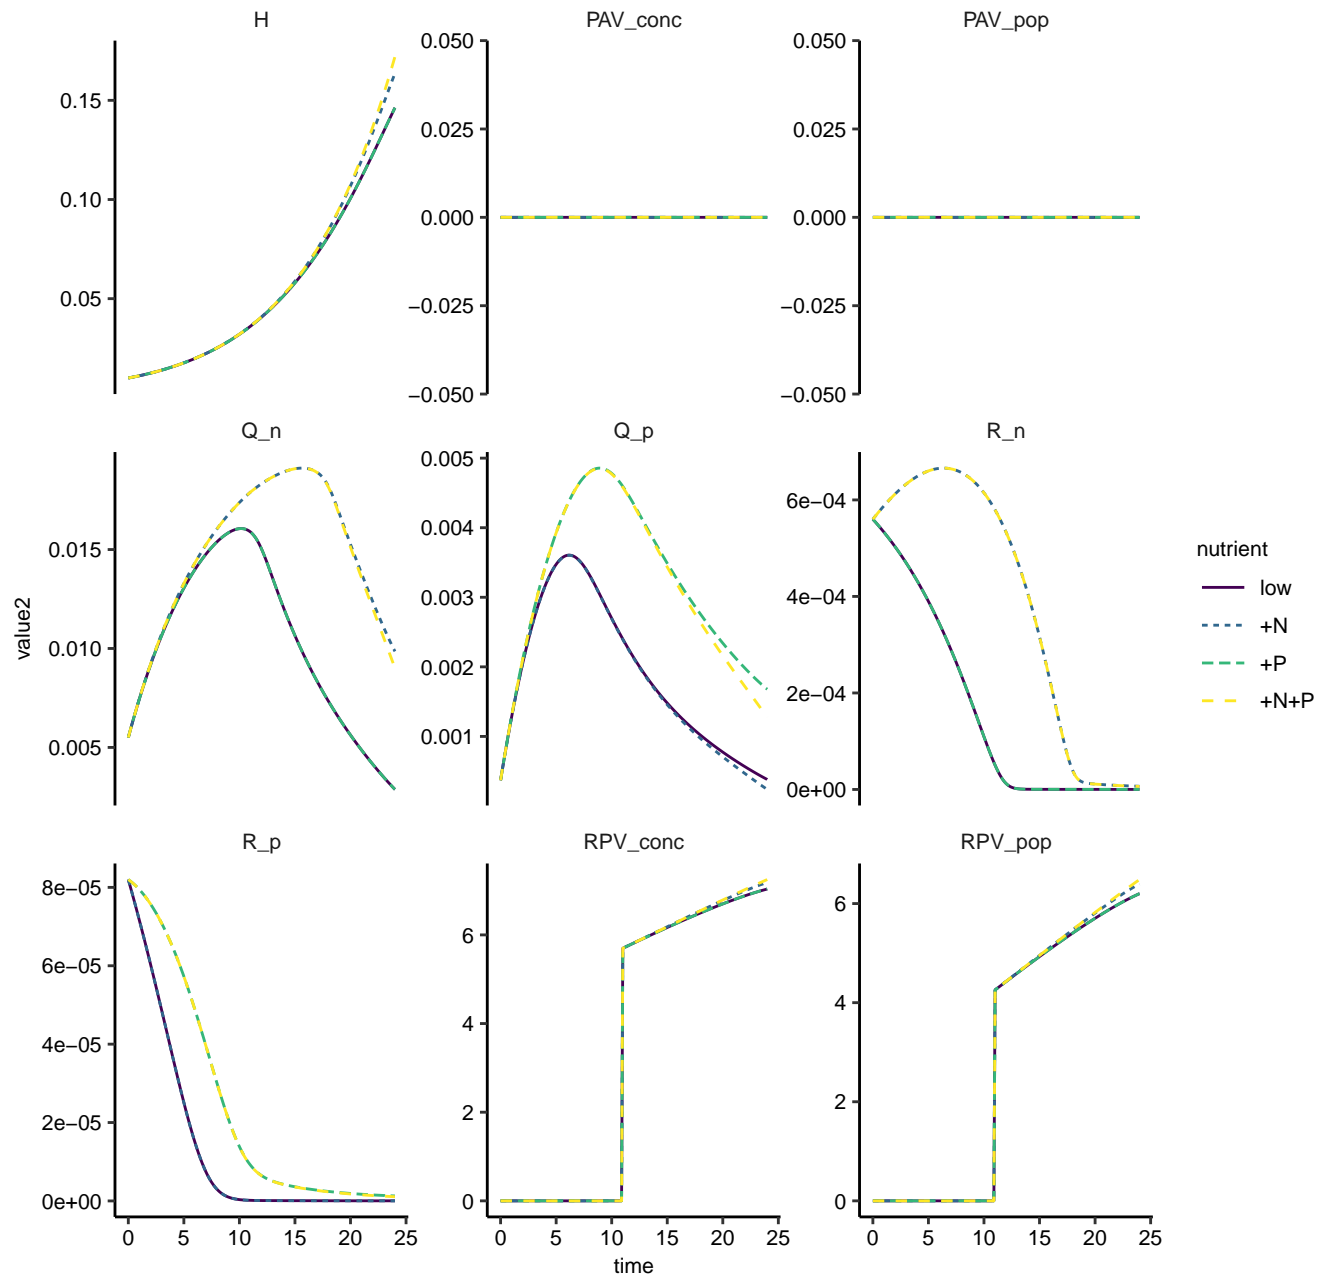 H
PAV_conc
PAV_pop
0.15
0.10
0.05
0.050
0.025
0.000
−0.025
−0.050
0.050
0.025
0.000
−0.025
−0.050
Q_n
Q_p
R_n
0.015
0.010
0.005
0.005
0.004
0.003
0.002
0.001
6e−04
4e−04
2e−04
0e+00
value2
nutrient
low
+N
+P
+N+P
R_p
RPV_conc
RPV_pop
8e−05
6e−05
4e−05
2e−05
0e+00
6
4
2
0
6
4
2
0
0 5 10 15 20 25
0 5 10 15 20 25
0 5 10 15 20 25
time